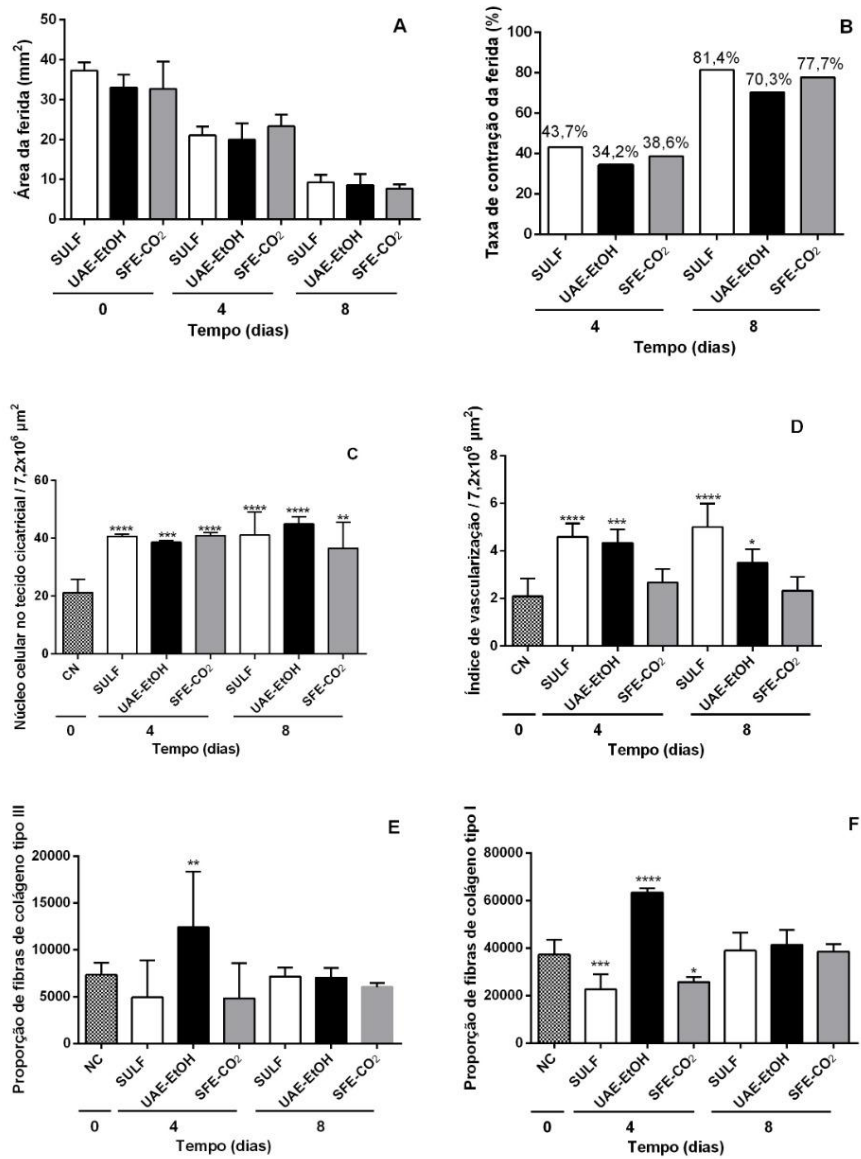 A
Área da ferida (mm²)
50
40
30
20
10
0
SULF
UAE-EtOH
SFE-CO₂
SULF
UAE-EtOH
SFE-CO₂
SULF
UAE-EtOH
SFE-CO₂
0
4
8
Tempo (dias)
B
Taxa de contração da ferida (%)
100
80
60
40
20
0
43,7%
34,2%
38,6%
81,4%
70,3%
77,7%
SULF
UAE-EtOH
SFE-CO₂
SULF
UAE-EtOH
SFE-CO₂
4
8
Tempo (dias)
C
Núcleo celular no tecido cicatricial / 7,2x10⁶ µm²
60
40
20
0
****
***
****
****
****
**
CN
SULF
UAE-EtOH
SFE-CO₂
SULF
UAE-EtOH
SFE-CO₂
0
4
8
Tempo (dias)
D
Índice de vascularização / 7,2x10⁶ µm²
8
6
4
2
0
****
***
****
*
CN
SULF
UAE-EtOH
SFE-CO₂
SULF
UAE-EtOH
SFE-CO₂
0
4
8
Tempo (dias)
E
Proporção de fibras de colágeno tipo III
20000
15000
10000
5000
0
**
NC
SULF
UAE-EtOH
SFE-CO₂
SULF
UAE-EtOH
SFE-CO₂
0
4
8
Tempo (dias)
F
Proporção de fibras de colágeno tipo I
80000
60000
40000
20000
0
***
****
*
NC
SULF
UAE-EtOH
SFE-CO₂
SULF
UAE-EtOH
SFE-CO₂
0
4
8
Tempo (dias)